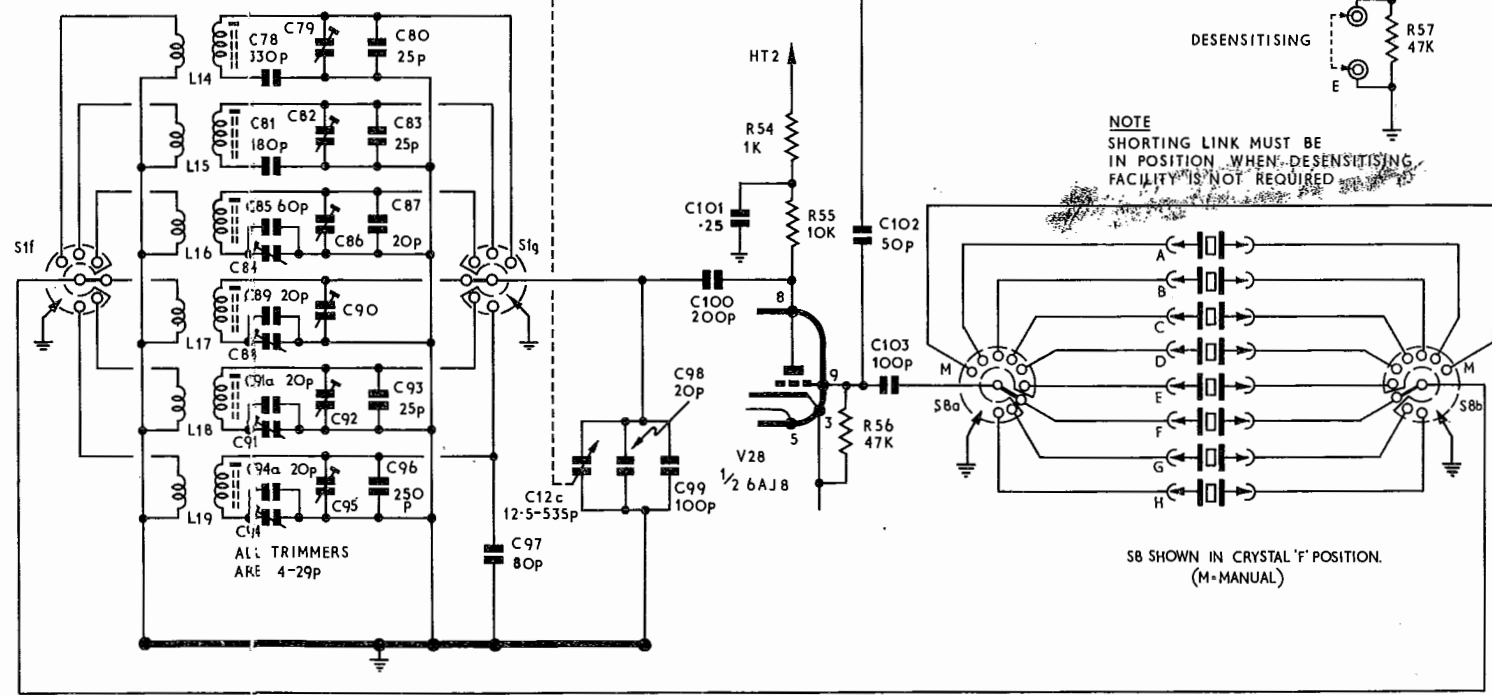 C79
C80
25p
C78
330p
L14
C82
C81
180p
C83
25p
L15
C85 60p
C87
20p
C86
L16
C84
S1f
S1g
C89 20p
C90
L17
C88
C91a 20p
C93
25p
C92
L18
C91
C94a 20p
C96
250
p
C95
L19
C94
ALL TRIMMERS
ARE 4-29p
C97
80p
HT2
R54
1K
C101
·25
R55
10K
C102
50p
C100
200p
8
9
3
5
C103
100p
R56
47K
V28
1/2 6AJ8
C98
20p
C99
100p
C12c
12·5-535p
DESENSITISING
E
R57
47K
NOTE
SHORTING LINK MUST BE
IN POSITION WHEN DESENSITISING
FACILITY IS NOT REQUIRED
A
B
C
D
E
F
G
H
M
M
S8a
S8b
S8 SHOWN IN CRYSTAL 'F' POSITION.
(M=MANUAL)